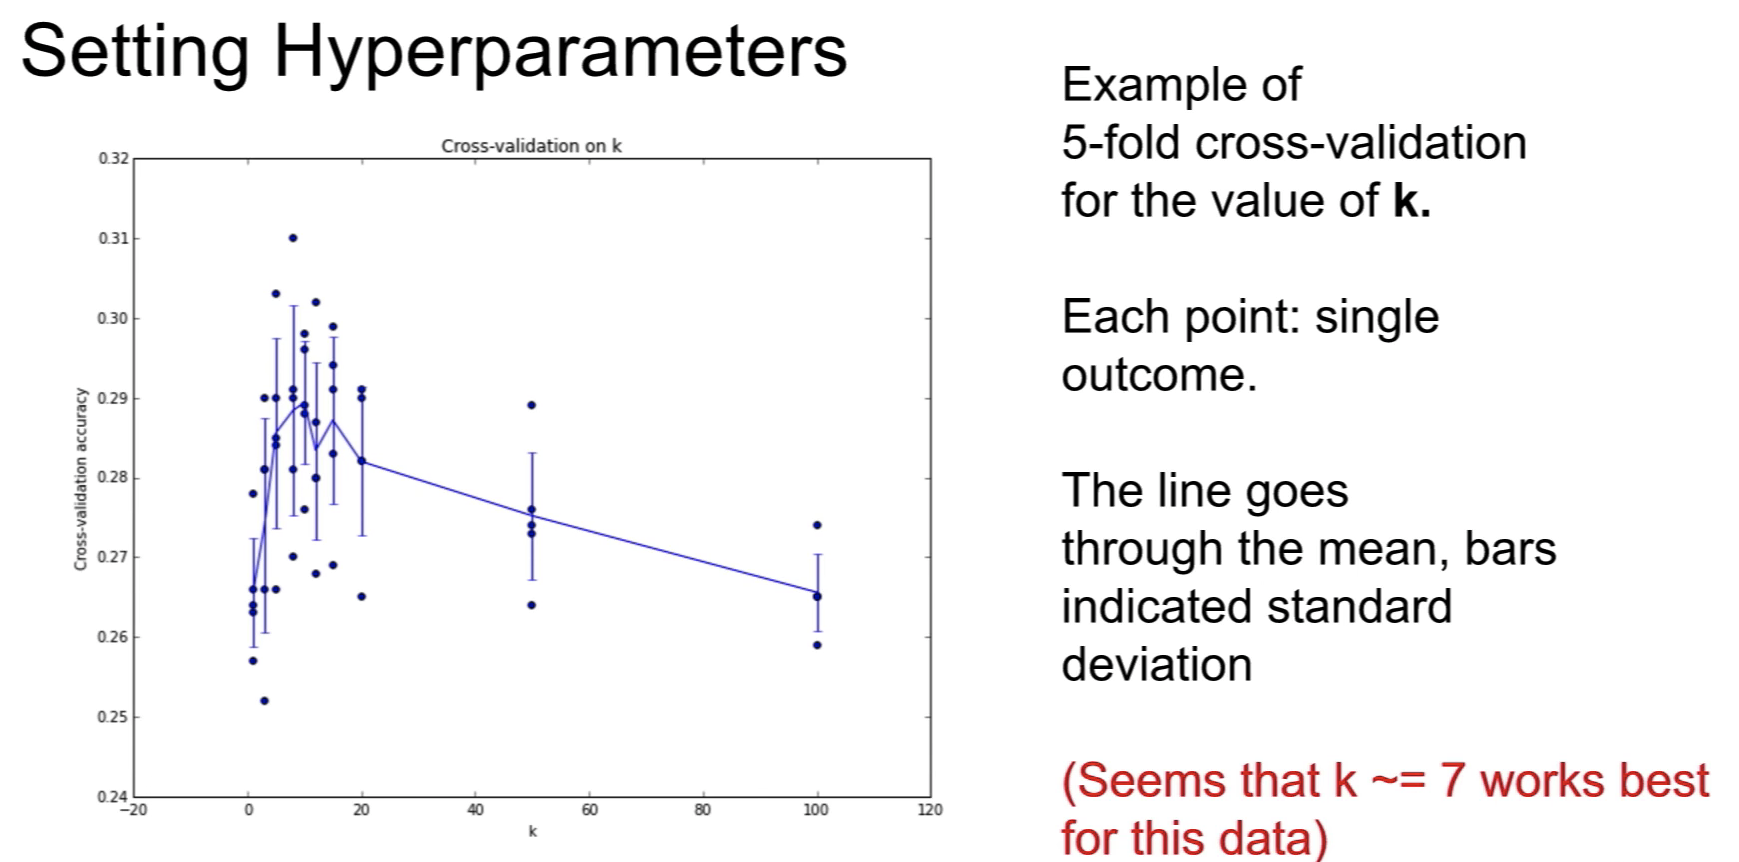 Setting Hyperparameters
Cross-validation on k
0.32
0.31
0.30
0.29
0.28
0.27
0.26
0.25
0.24
Cross-validation accuracy
−20
0
20
40
60
80
100
120
k
Example of
5-fold cross-validation
for the value of k.
Each point: single
outcome.
The line goes
through the mean, bars
indicated standard
deviation
(Seems that k ~= 7 works best
for this data)